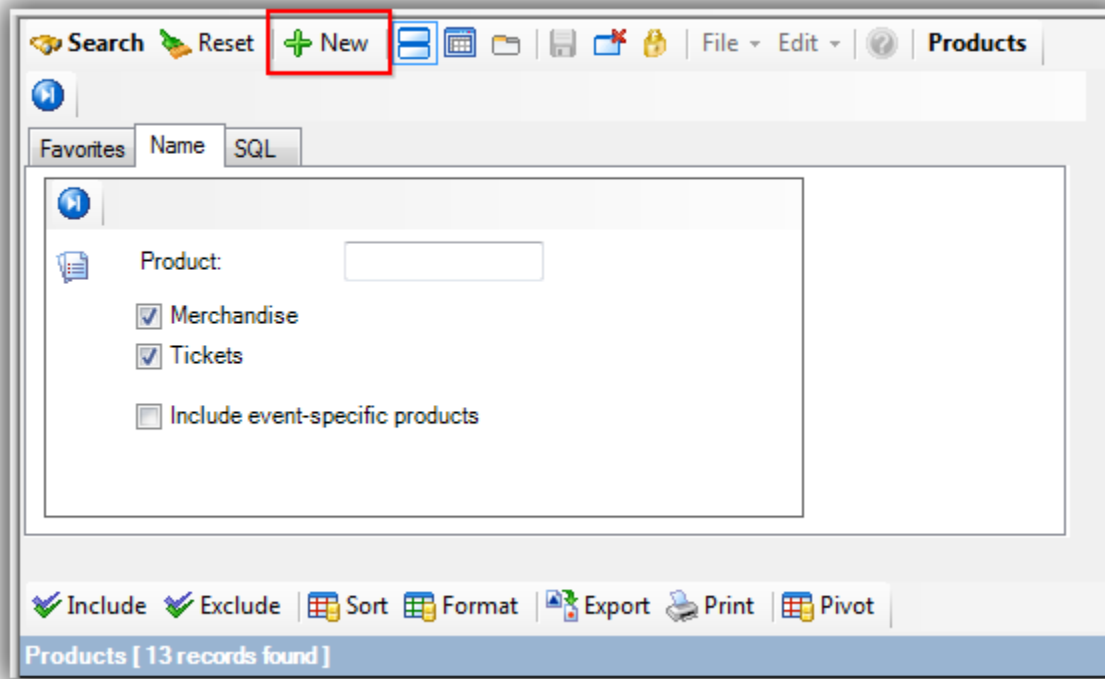 Search Reset New File Edit Products
Favorites Name SQL
Product:
Merchandise
Tickets
Include event-specific products
Include Exclude Sort Format Export Print Pivot
Products [ 13 records found ]